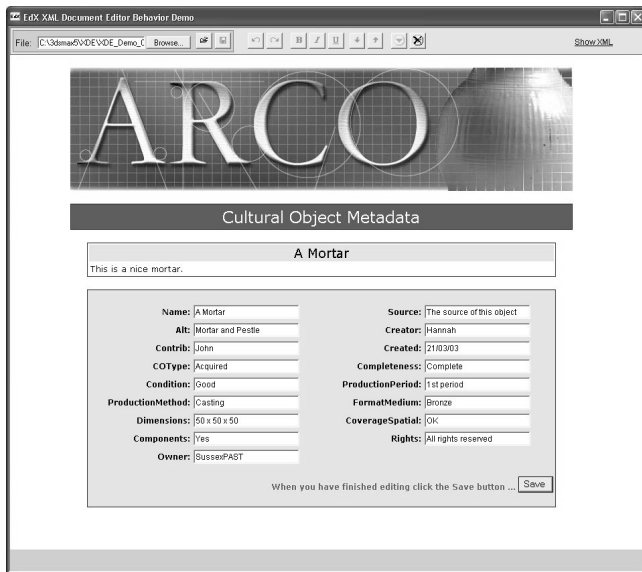 EdX XML Document Editor Behavior Demo
File: C:\3dsmax5\XDE\XDE_Demo_C Browse... B I U Show XML
ARCO
Cultural Object Metadata
A Mortar
This is a nice mortar.
Name: A Mortar Source: The source of this object
Alt: Mortar and Pestle Creator: Hannah
Contrib: John Created: 21/03/03
COType: Acquired Completeness: Complete
Condition: Good ProductionPeriod: 1st period
ProductionMethod: Casting FormatMedium: Bronze
Dimensions: 50 x 50 x 50 CoverageSpatial: OK
Components: Yes Rights: All rights reserved
Owner: SussexPAST
When you have finished editing click the Save button ... Save